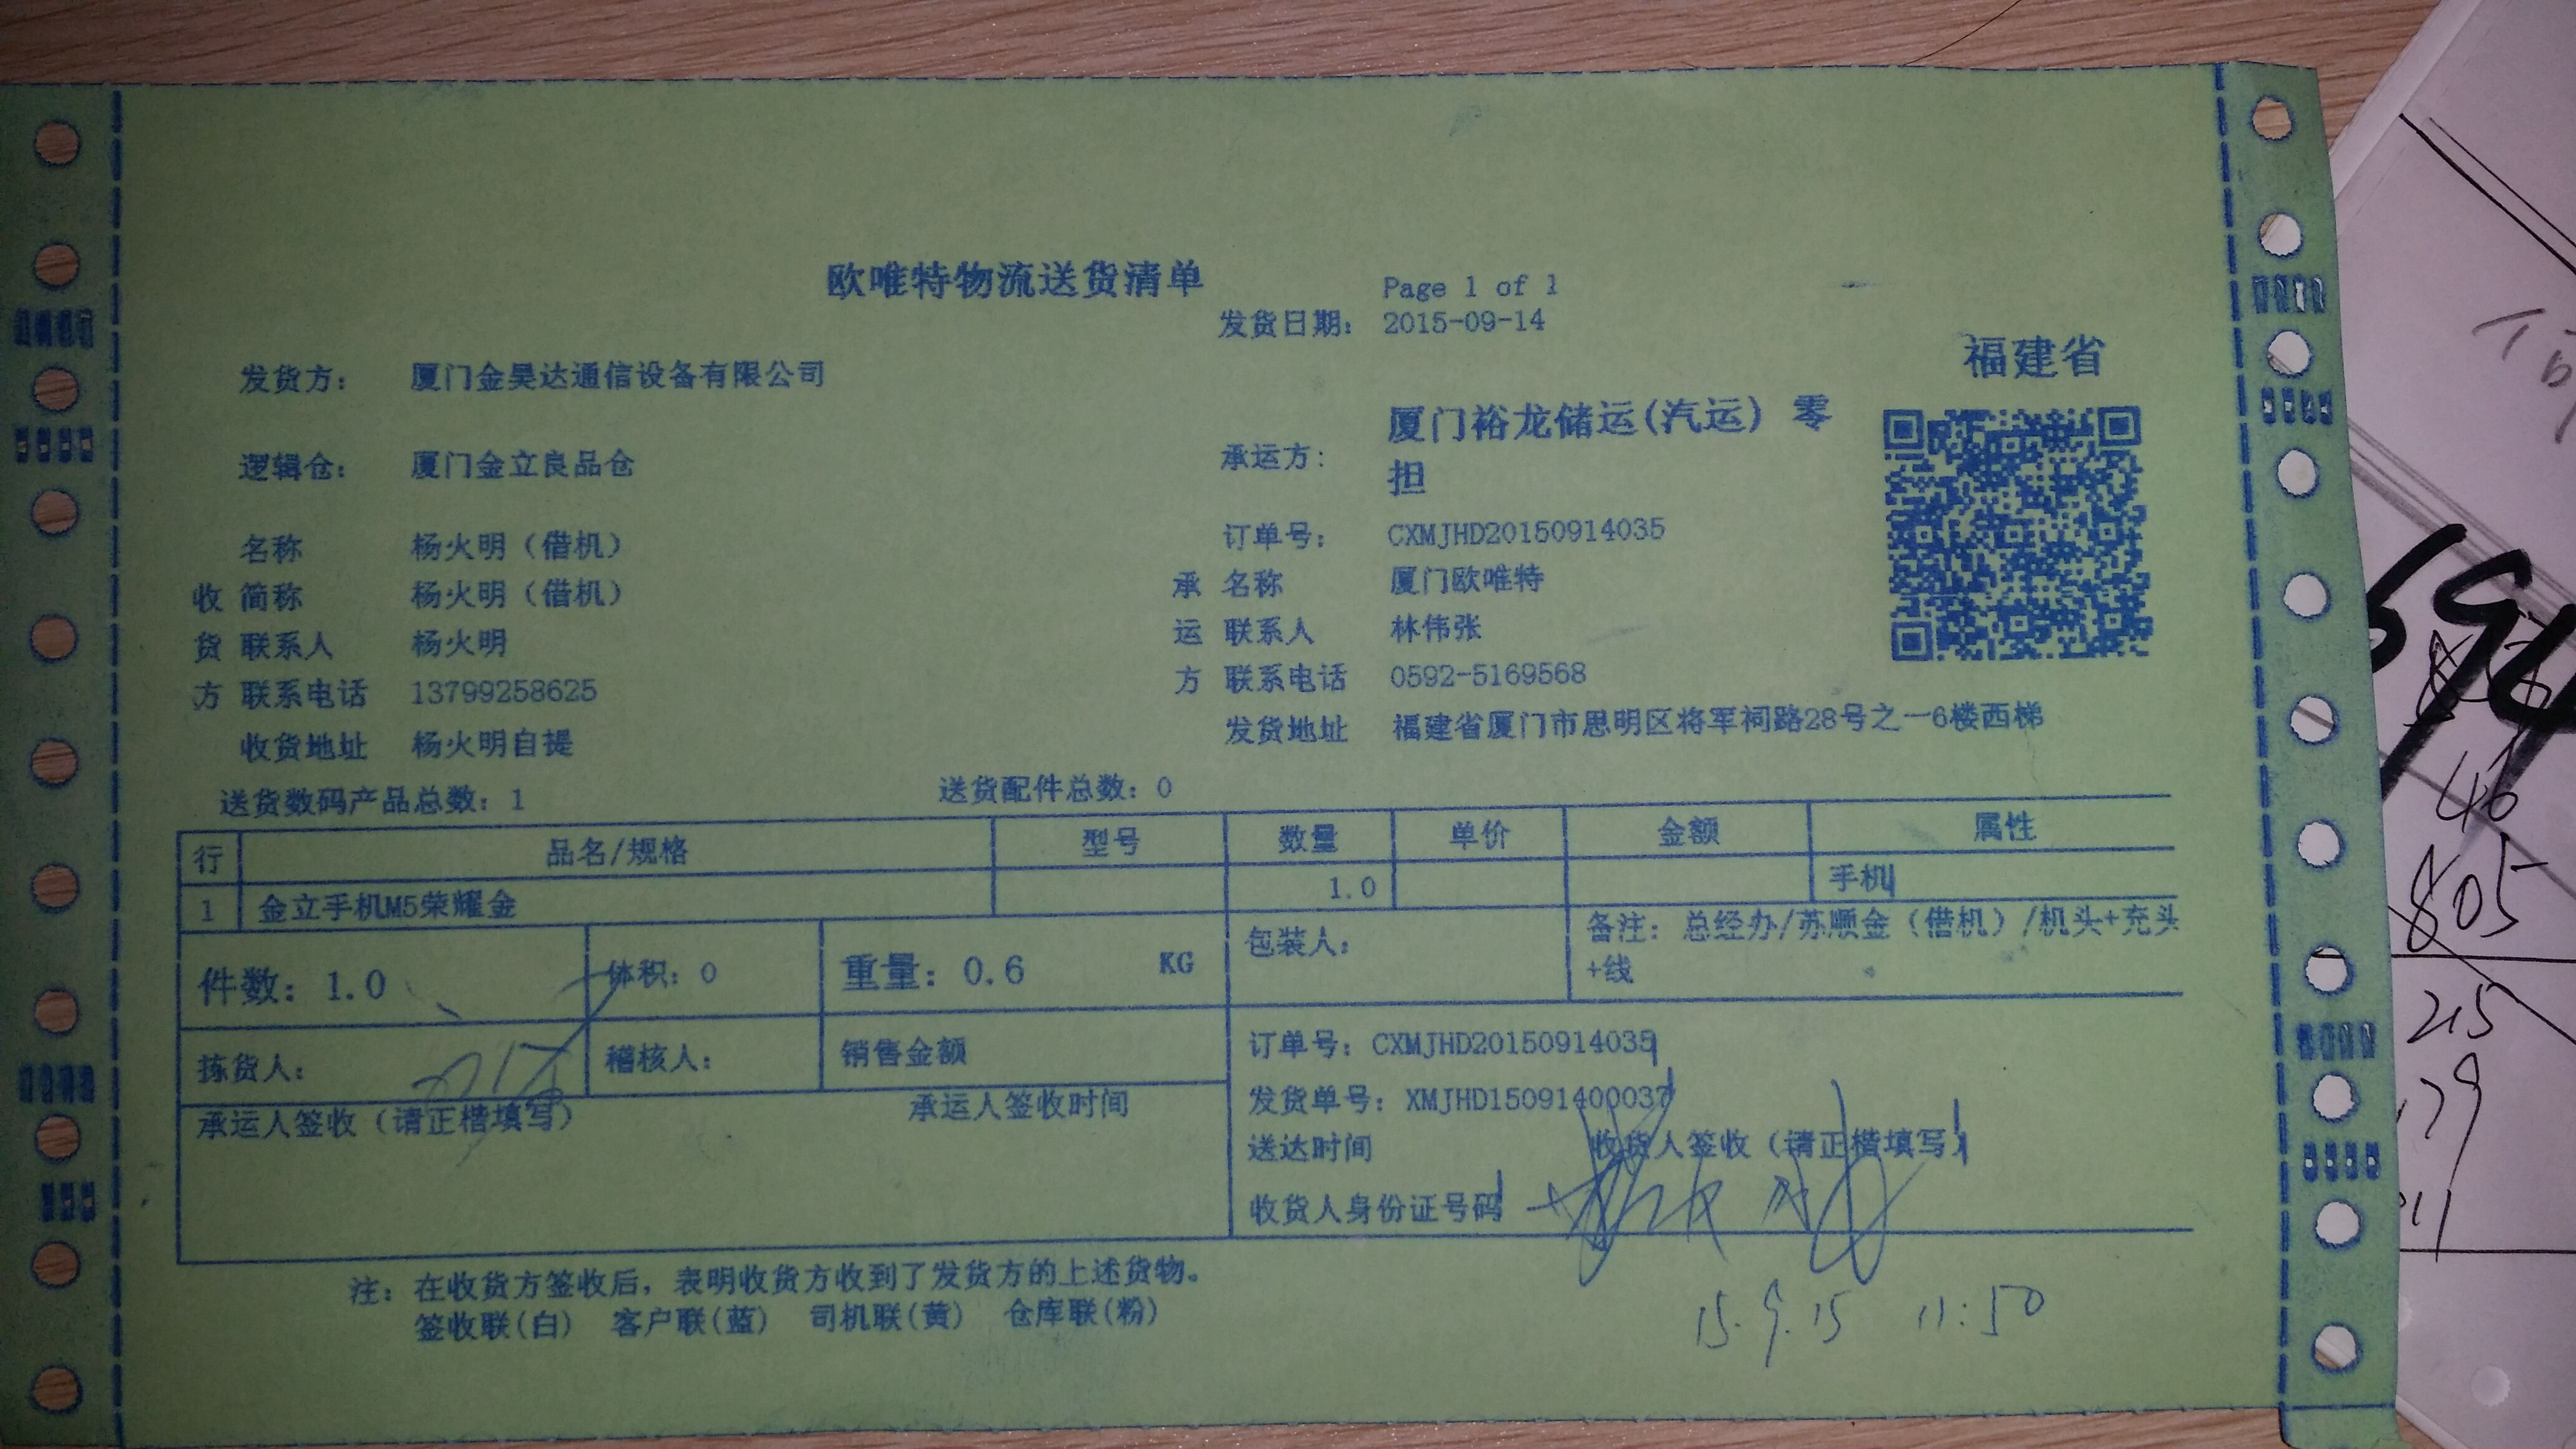 欧唯特物流送货清单
Page 1 of 1
发货日期： 2015-09-14
福建省
发货方： 厦门金昊达通信设备有限公司
承运方： 厦门裕龙储运(汽运) 零
担
逻辑仓： 厦门金立良品仓
订单号： CXMJHD20150914035
收货方
名称 杨火明（借机）
简称 杨火明（借机）
联系人 杨火明
联系电话 13799258625
收货地址 杨火明自提
承运方
名称 厦门欧唯特
联系人 林伟张
联系电话 0592-5169568
发货地址 福建省厦门市思明区将军祠路28号之一6楼西梯
送货数码产品总数：1 送货配件总数：0
行 品名/规格 型号 数量 单价 金额 属性
1 金立手机M5荣耀金 1.0 手机
件数：1.0 体积：0 重量：0.6 KG 包装人： 备注：总经办/苏顺金（借机）/机头+充头
+线
拣货人： 稽核人： 销售金额
订单号：CXMJHD20150914035
承运人签收（请正楷填写） 承运人签收时间
发货单号：XMJHD15091400037
送达时间 收货人签收（请正楷填写）
收货人身份证号码
15.9.15 11:50
注：在收货方签收后，表明收货方收到了发货方的上述货物。
签收联(白) 客户联(蓝) 司机联(黄) 仓库联(粉)
694
46
805
215